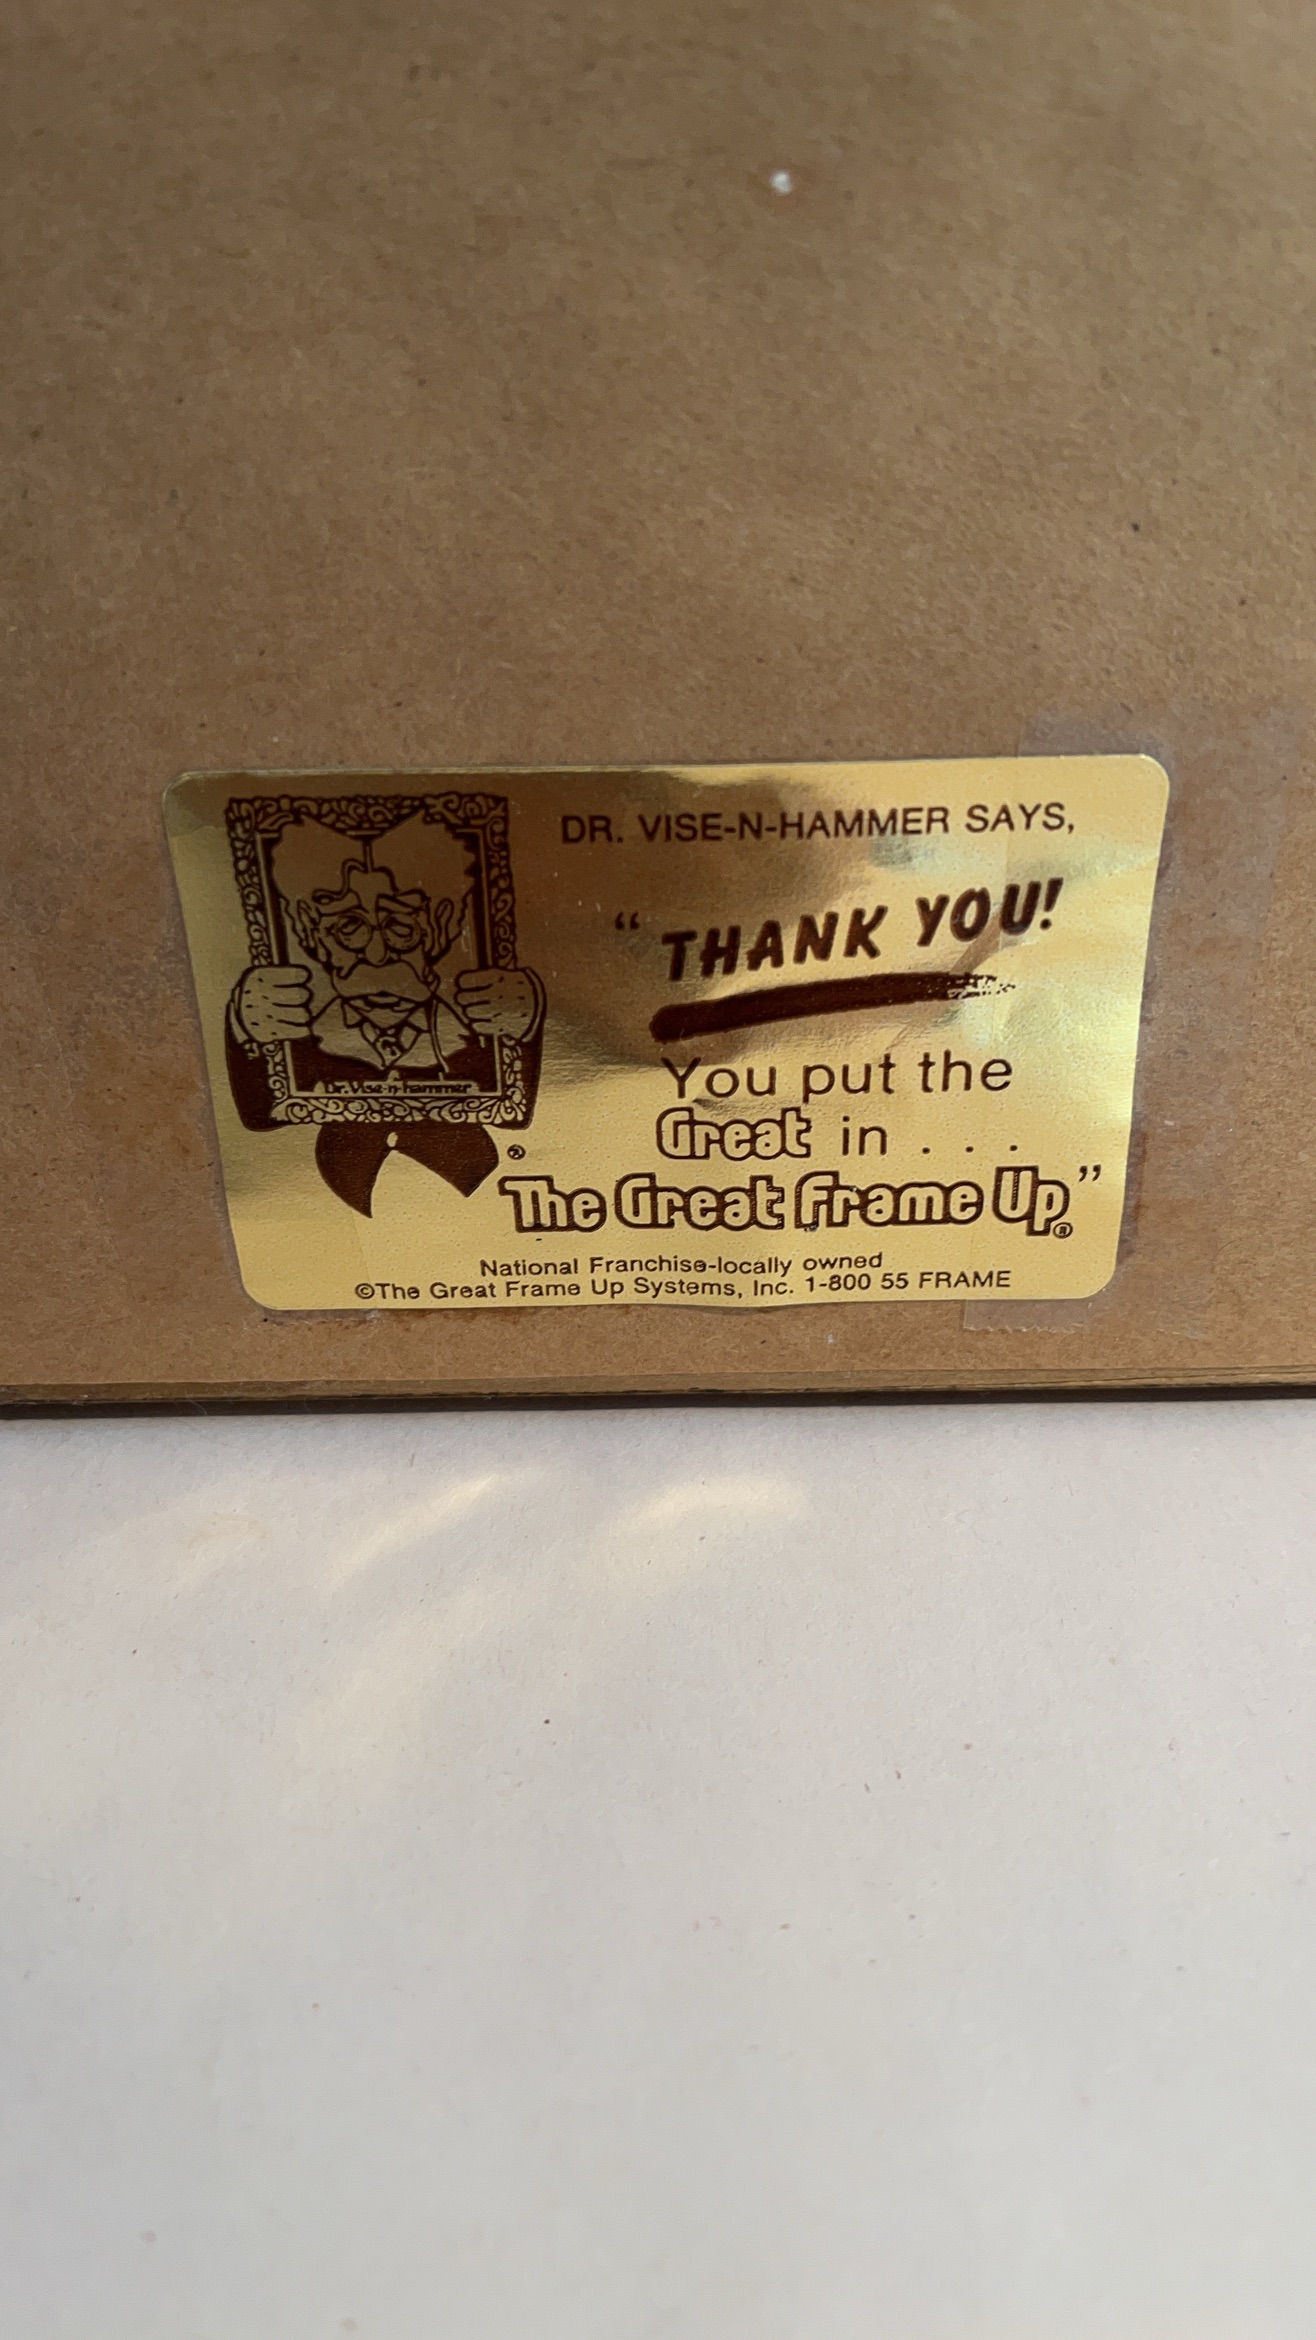 DR. VISE-N-HAMMER SAYS,
“THANK YOU!
You put the
Great in . . .
The Great Frame Up®”
Dr. Vise-n-hammer
®
National Franchise-locally owned
©The Great Frame Up Systems, Inc. 1-800 55 FRAME